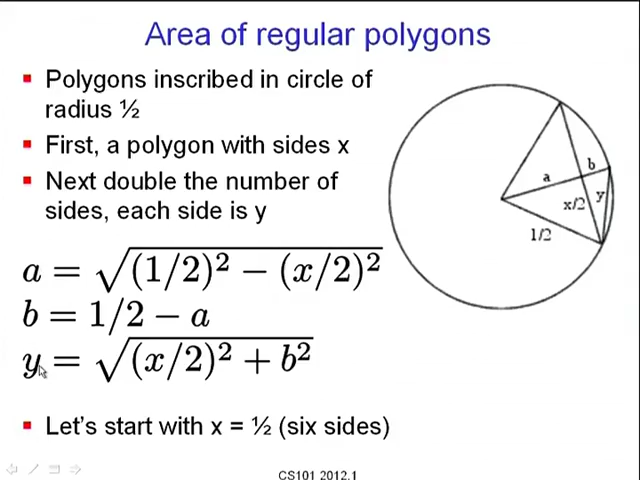 Area of regular polygons
Polygons inscribed in circle of
radius ½
First, a polygon with sides x
Next double the number of
sides, each side is y
a = √((1/2)² − (x/2)²)
b = 1/2 − a
y = √((x/2)² + b²)
Let's start with x = ½ (six sides)
a
b
x/2
y
1/2
CS101 2012.1